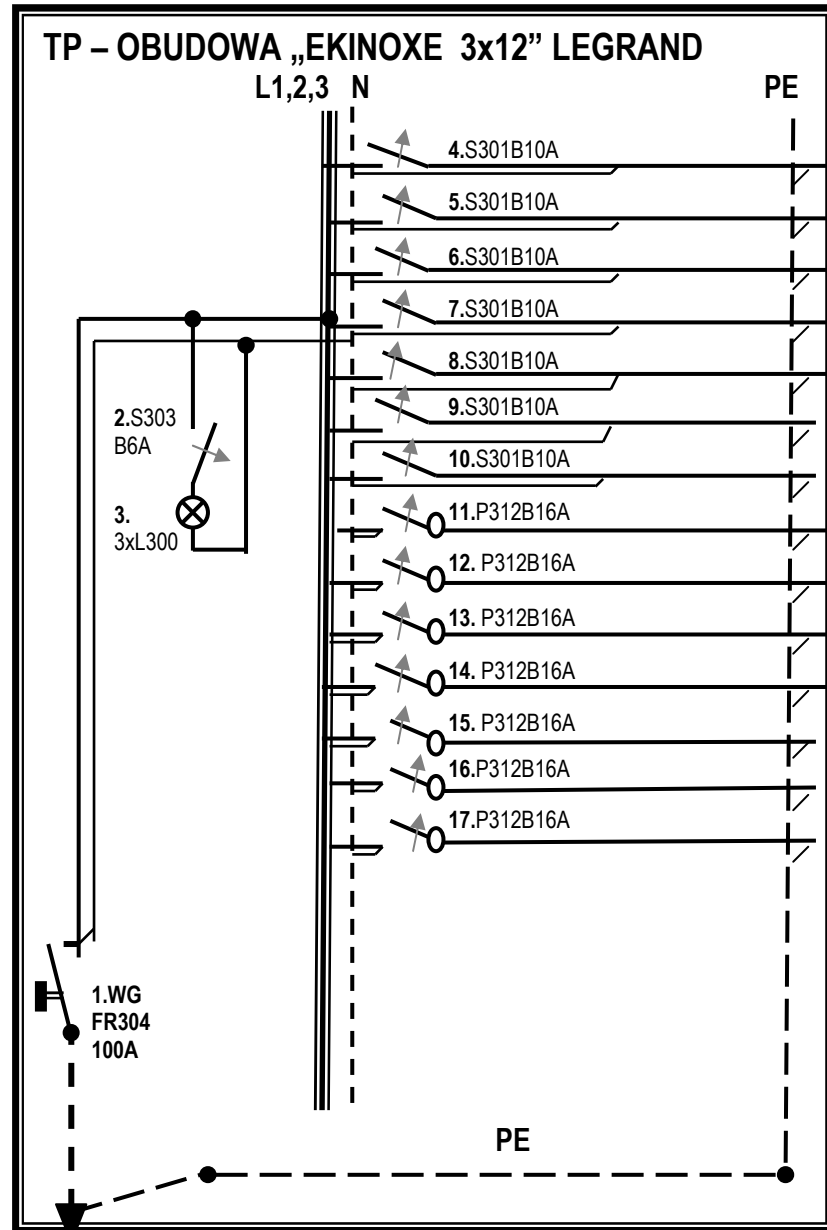 TP – OBUDOWA „EKINOXE 3x12” LEGRAND
L1,2,3 N PE
4.S301B10A
5.S301B10A
6.S301B10A
7.S301B10A
8.S301B10A
9.S301B10A
10.S301B10A
11.P312B16A
12. P312B16A
13. P312B16A
14. P312B16A
15. P312B16A
16.P312B16A
17.P312B16A
2.S303
B6A
3.
3xL300
1.WG
FR304
100A
PE